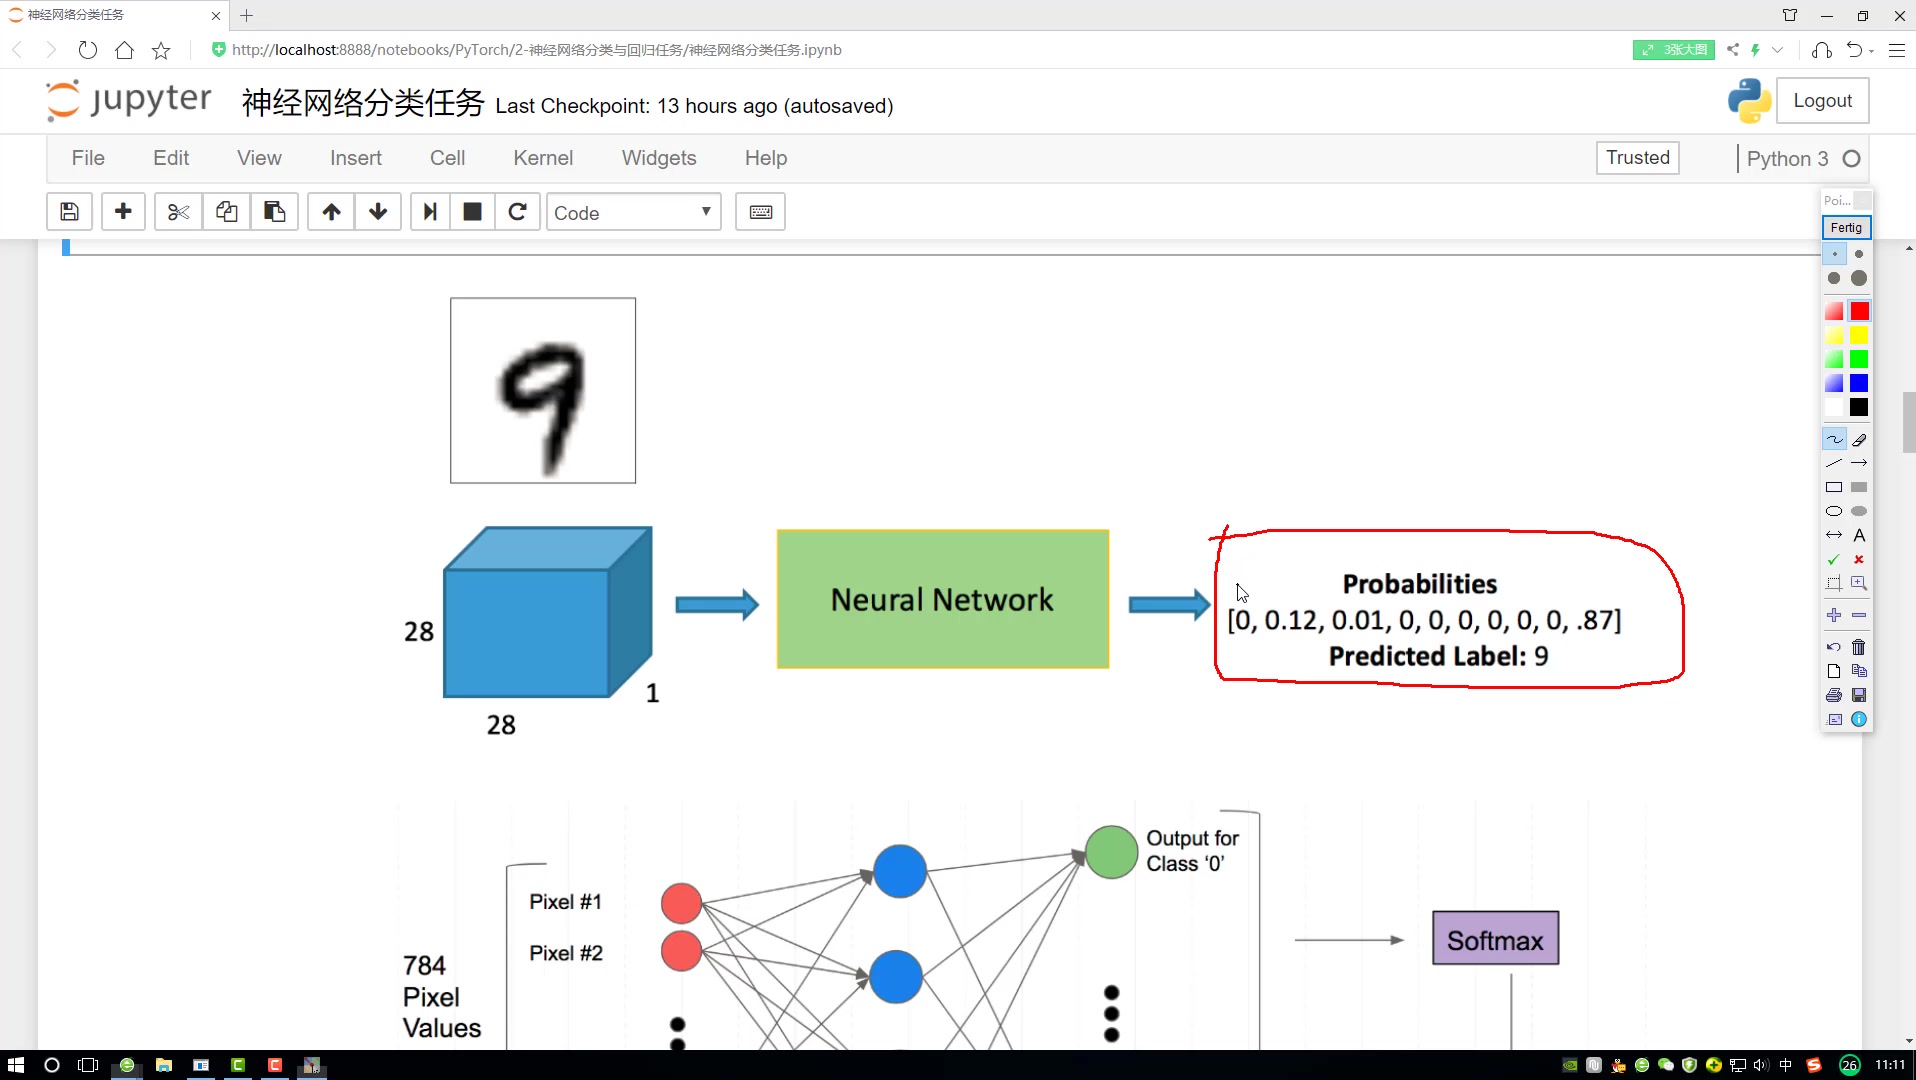 神经网络分类任务
http://localhost:8888/notebooks/PyTorch/2-神经网络分类与回归任务/神经网络分类任务.ipynb
3张大图
jupyter 神经网络分类任务 Last Checkpoint: 13 hours ago (autosaved)
Logout
File Edit View Insert Cell Kernel Widgets Help
Trusted
Python 3
Code
Poi...
Fertig
A
9
28
28
1
Neural Network
Probabilities
[0, 0.12, 0.01, 0, 0, 0, 0, 0, 0, .87]
Predicted Label: 9
Output for
Class ‘0’
Pixel #1
Pixel #2
784
Pixel
Values
Softmax
中
26
11:11